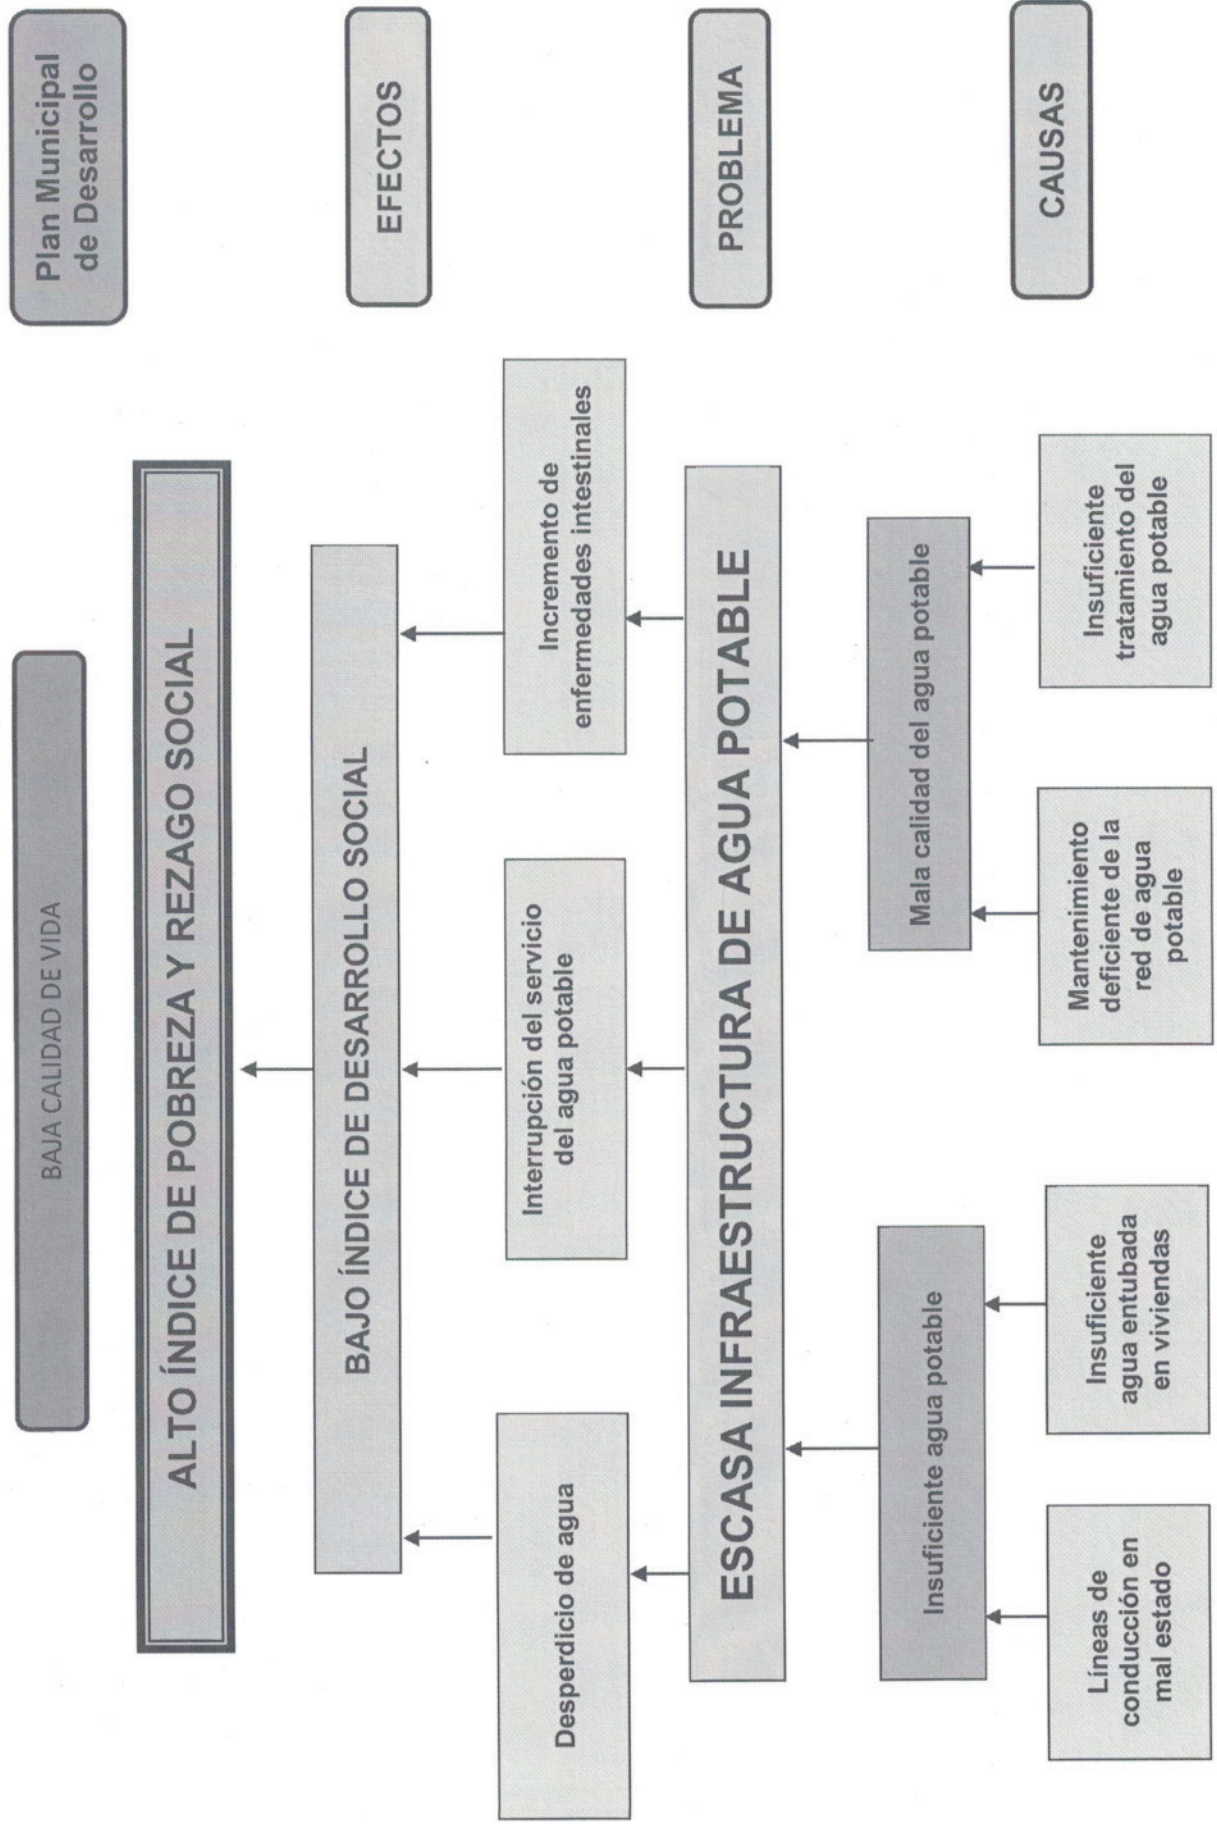 BAJA CALIDAD DE VIDA
Plan Municipal
de Desarrollo
ALTO ÍNDICE DE POBREZA Y REZAGO SOCIAL
BAJO ÍNDICE DE DESARROLLO SOCIAL
EFECTOS
Desperdicio de agua
Interrupción del servicio
del agua potable
Incremento de
enfermedades intestinales
ESCASA INFRAESTRUCTURA DE AGUA POTABLE
PROBLEMA
Insuficiente agua potable
Mala calidad del agua potable
Líneas de
conducción en
mal estado
Insuficiente
agua entubada
en viviendas
Mantenimiento
deficiente de la
red de agua
potable
Insuficiente
tratamiento del
agua potable
CAUSAS